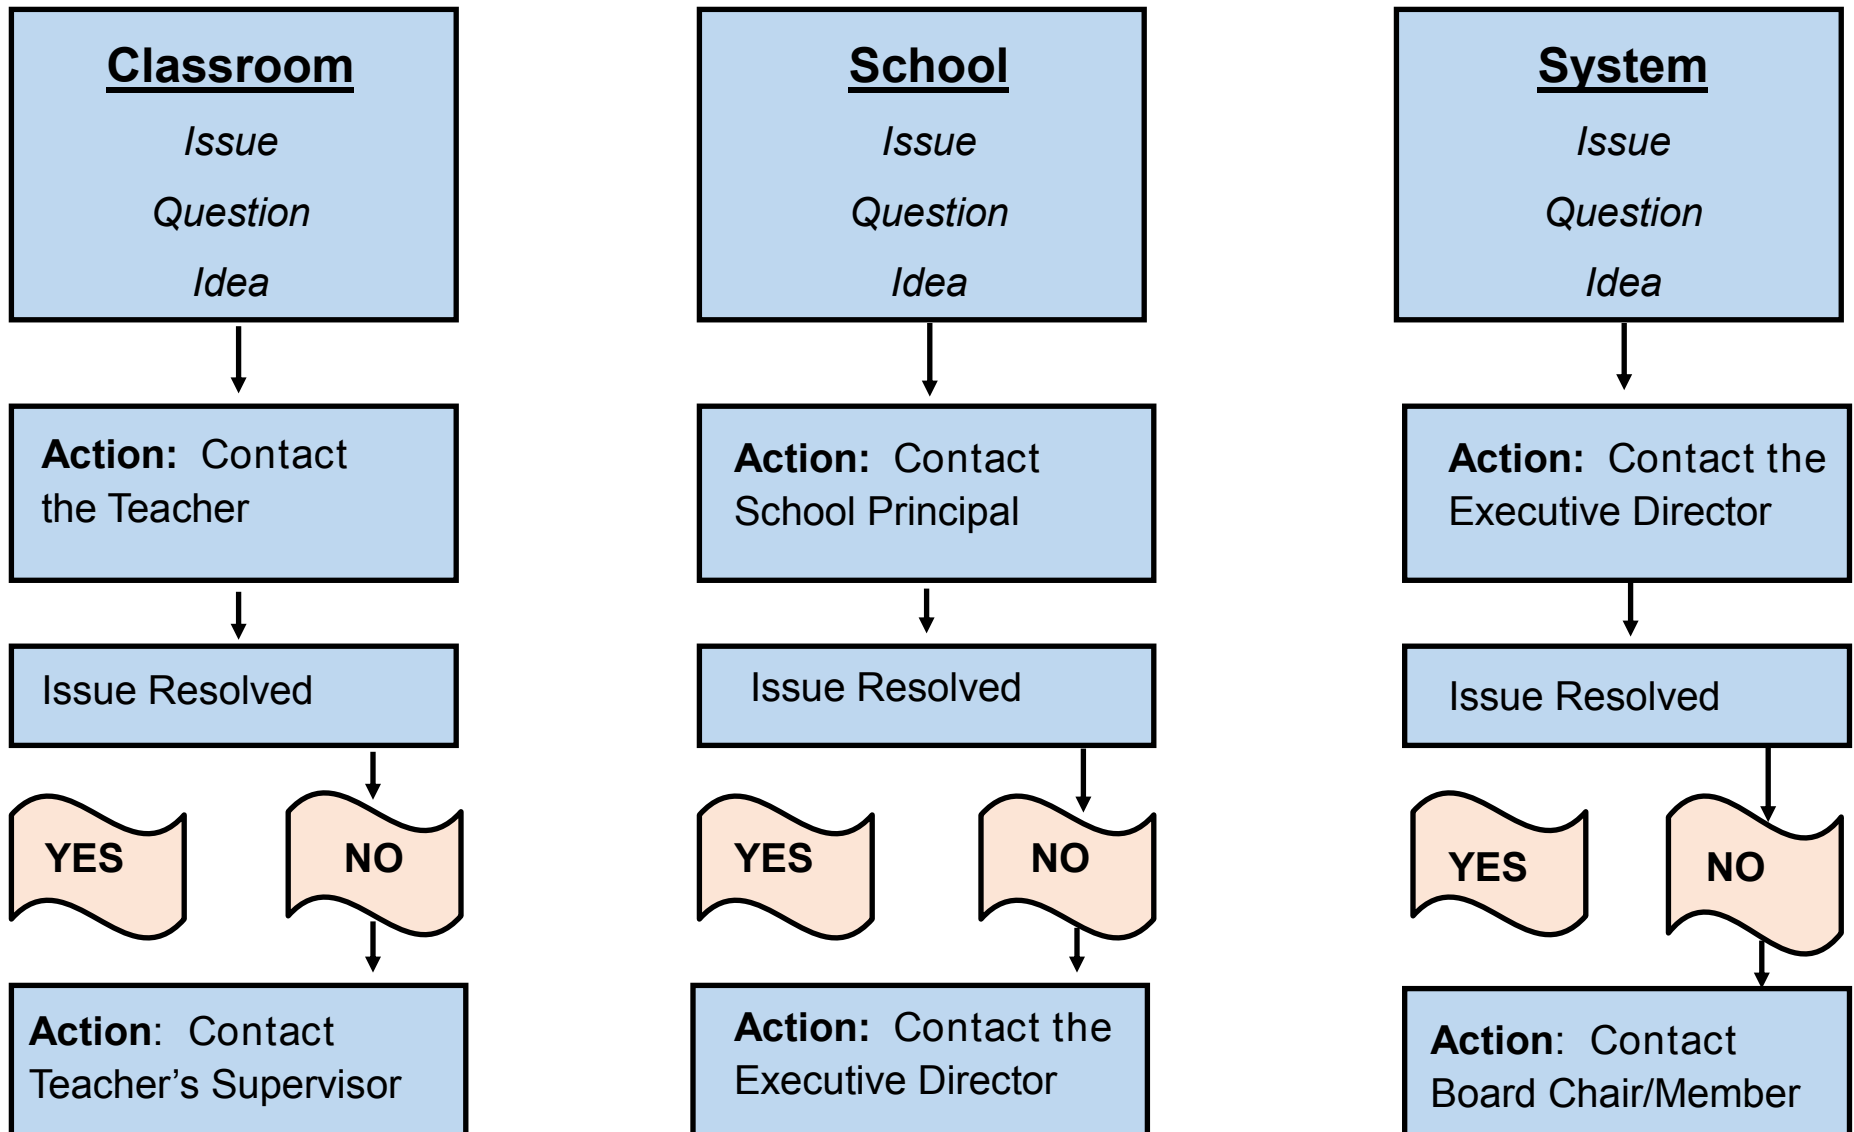 Classroom
Issue
Question
Idea
Action: Contact
the Teacher
Issue Resolved
YES
NO
Action: Contact
Teacher’s Supervisor
School
Issue
Question
Idea
Action: Contact
School Principal
Issue Resolved
YES
NO
Action: Contact the
Executive Director
System
Issue
Question
Idea
Action: Contact the
Executive Director
Issue Resolved
YES
NO
Action: Contact
Board Chair/Member